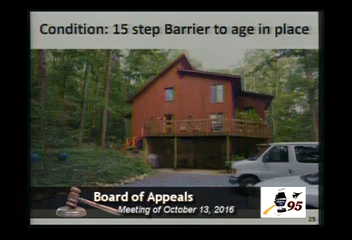 Condition: 15 step Barrier to age in place
25
Board of Appeals
Meeting of October 13, 2016
95